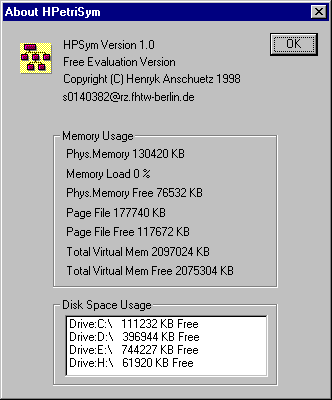 About HPetriSym
HPSym Version 1.0
OK
Free Evaluation Version
Copyright (C) Henryk Anschuetz 1998
s0140382@rz.fhtw-berlin.de
Memory Usage
Phys.Memory 130420 KB
Memory Load 0 %
Phys.Memory Free 76532 KB
Page File 177740 KB
Page File Free 117672 KB
Total Virtual Mem 2097024 KB
Total Virtual Mem Free 2075304 KB
Disk Space Usage
Drive:C:\ 111232 KB Free
Drive:D:\ 396944 KB Free
Drive:E:\ 744227 KB Free
Drive:H:\ 61920 KB Free